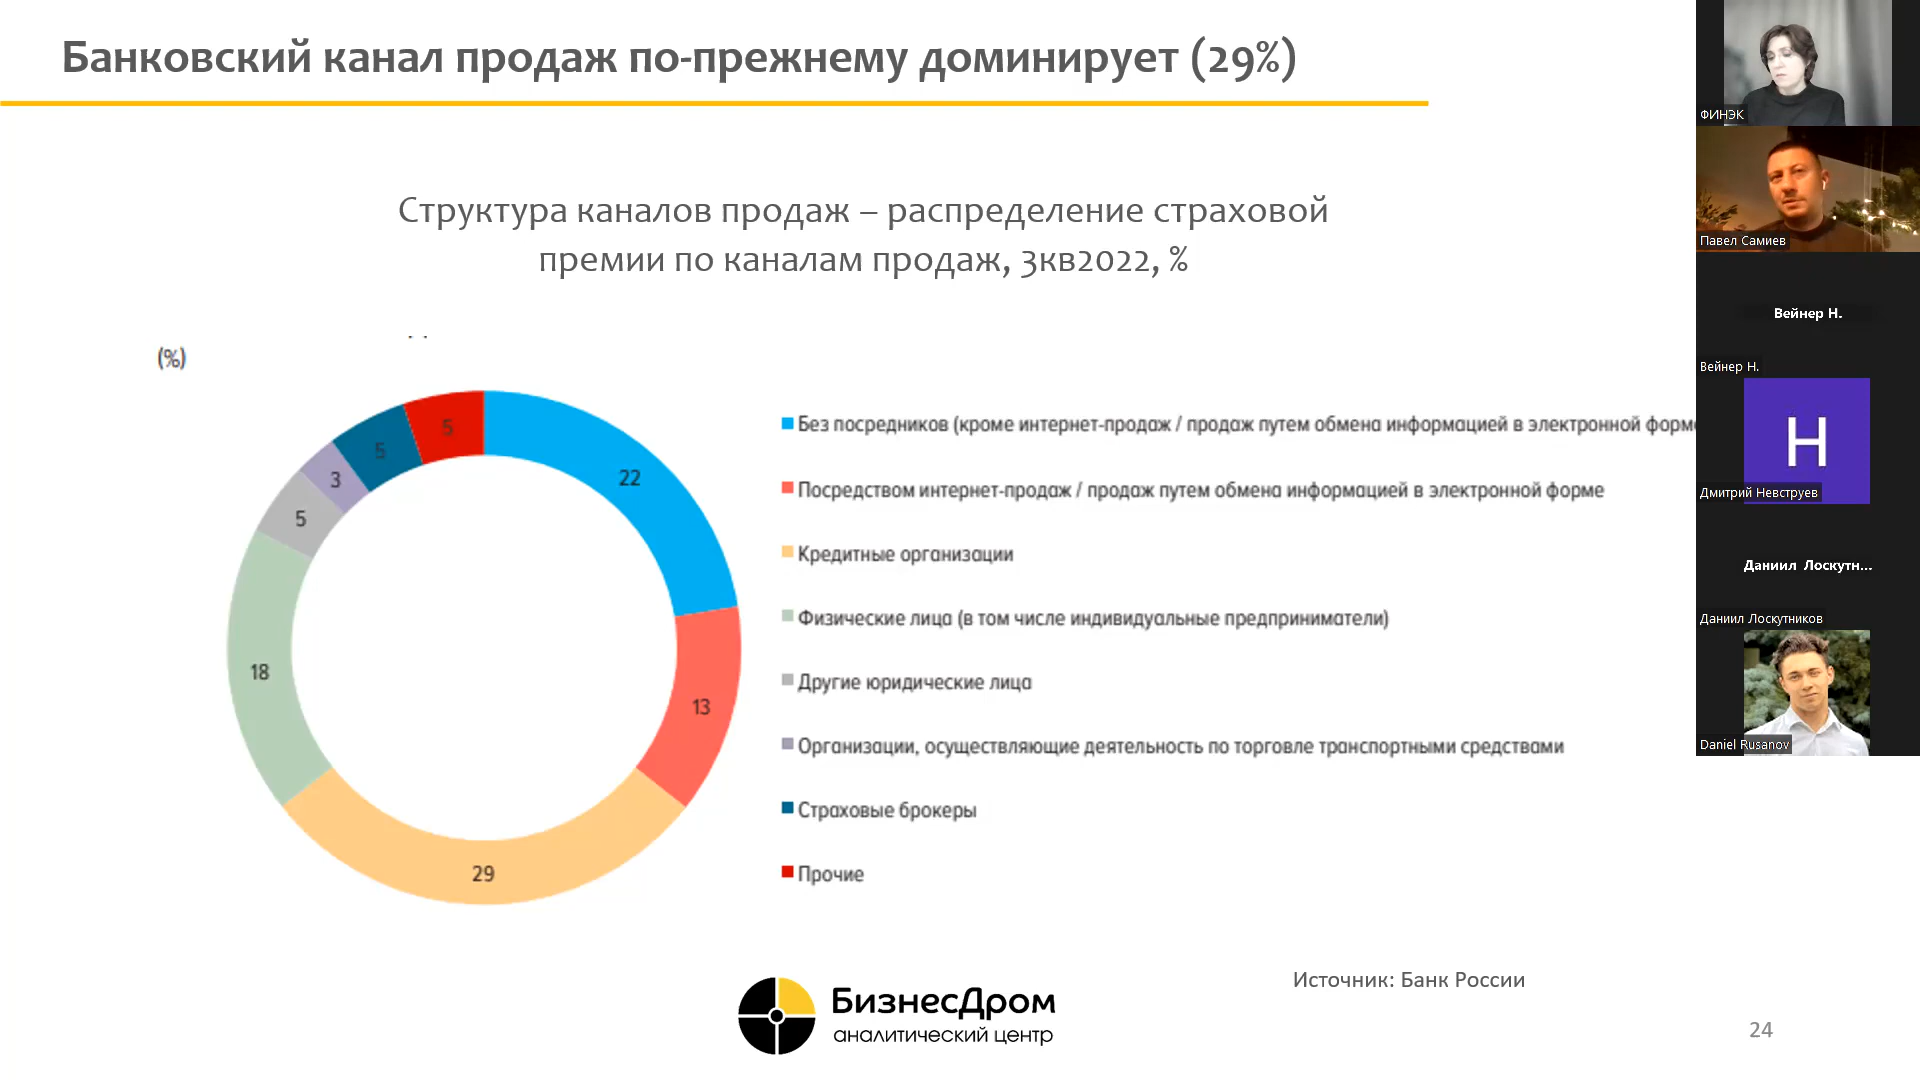 Банковский канал продаж по-прежнему доминирует (29%)
Структура каналов продаж – распределение страховой
премии по каналам продаж, 3кв2022, %
(%)
22
13
29
18
5
3
5
5
Без посредников (кроме интернет-продаж / продаж путем обмена информацией в электронной форме
Посредством интернет-продаж / продаж путем обмена информацией в электронной форме
Кредитные организации
Физические лица (в том числе индивидуальные предприниматели)
Другие юридические лица
Организации, осуществляющие деятельность по торговле транспортными средствами
Страховые брокеры
Прочие
БизнесДром
аналитический центр
Источник: Банк России
24
ФИНЭК
Павел Самиев
Вейнер Н.
Вейнер Н.
Н
Дмитрий Невструев
Даниил Лоскутн...
Даниил Лоскутников
Daniel Rusanov